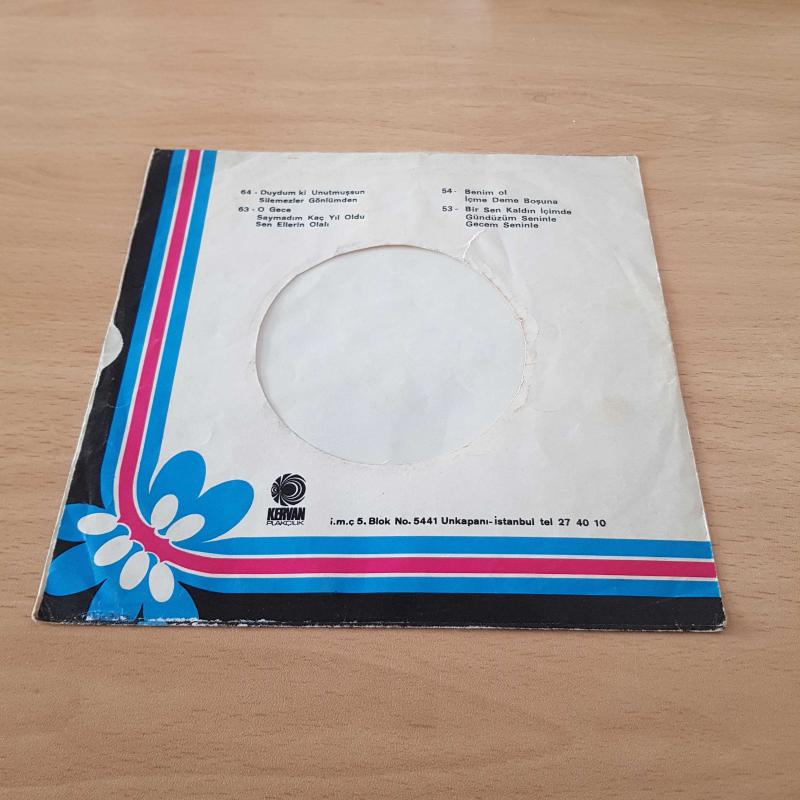 64 - Duydum ki Unutmuşsun
Silemezler Gönlümden
63 - O Gece
Saymadım Kaç Yıl Oldu
Sen Ellerin Olalı
54 - Benim ol
İçme Deme Boşuna
53 - Bir Sen Kaldın İçimde
Gündüzüm Seninle
Gecem Seninle
KERVAN
PLAKÇILIK
i.m.ç 5. Blok No. 5441 Unkapanı-istanbul tel 27 40 10